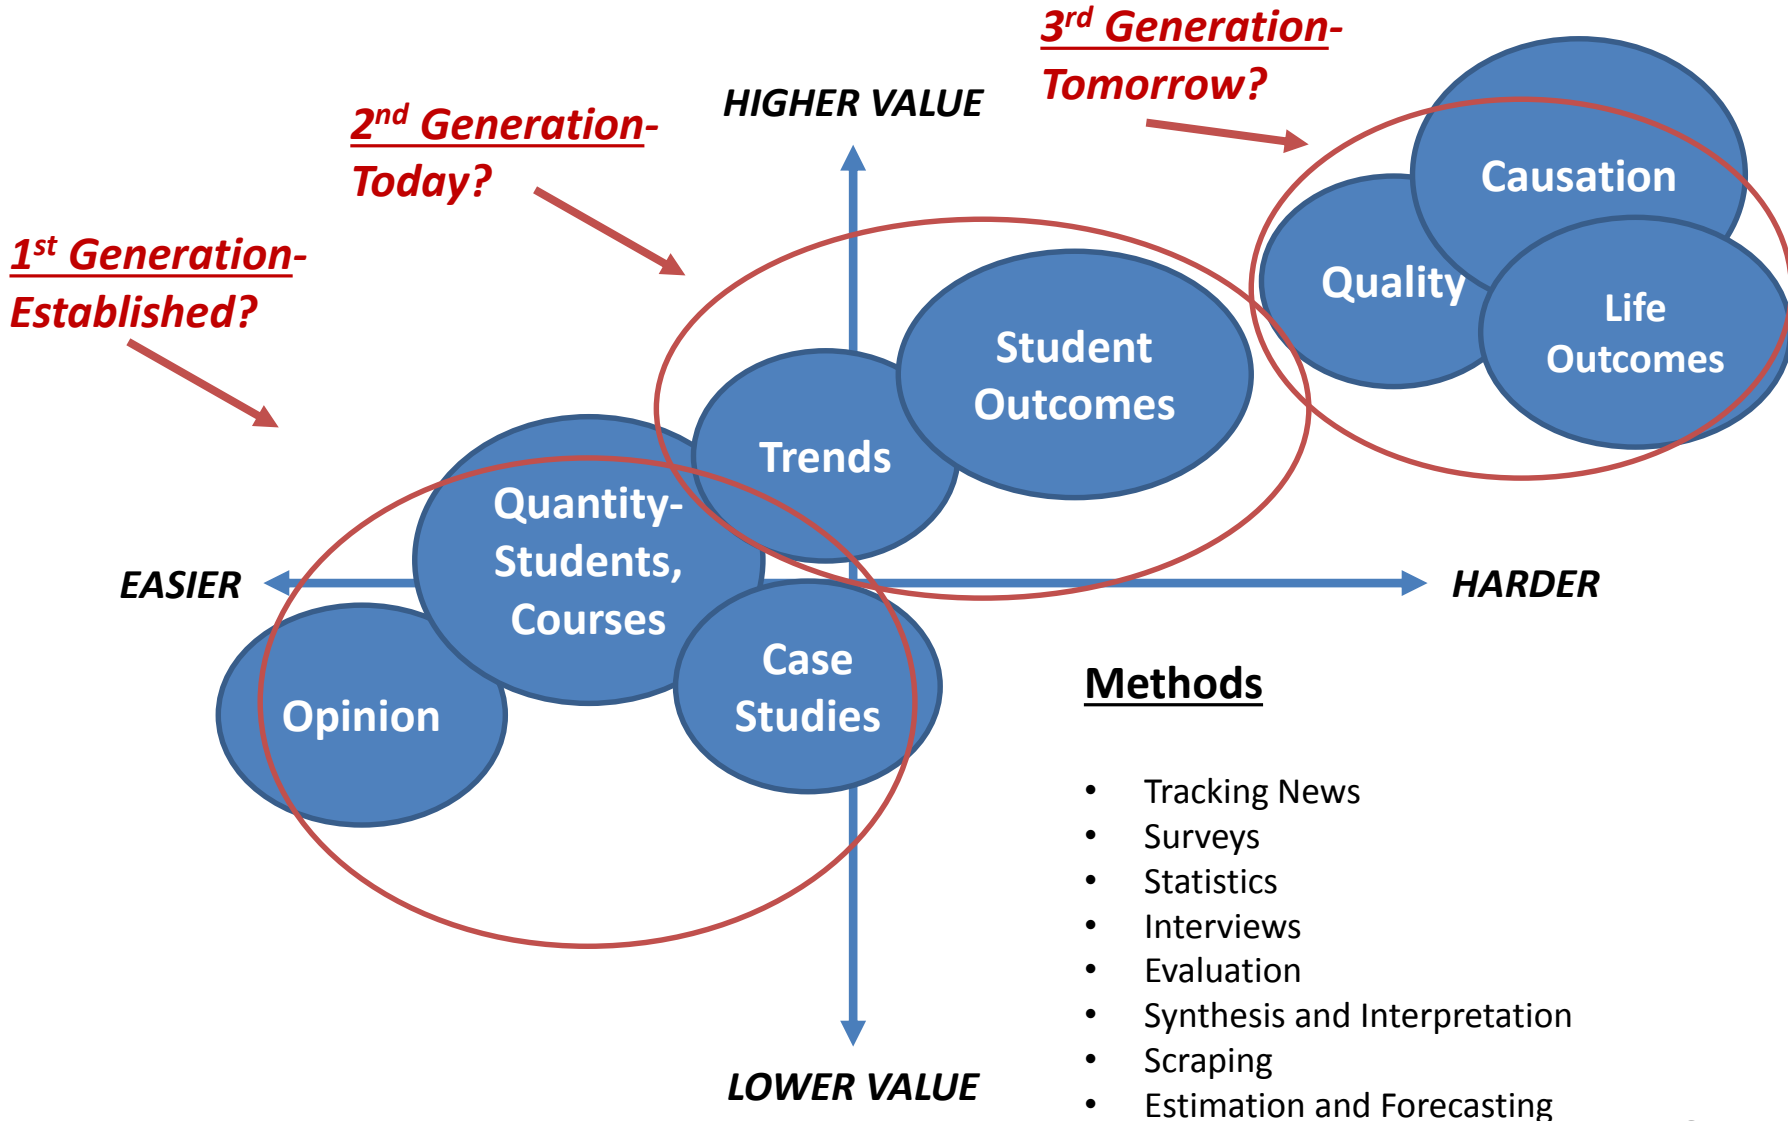 3rd Generation-
Tomorrow?
HIGHER VALUE
2nd Generation-
Today?
1st Generation-
Established?
Causation
Quality
Life
Outcomes
Student
Outcomes
Trends
Quantity-
Students,
Courses
EASIER
HARDER
Case
Studies
Opinion
Methods
• Tracking News
• Surveys
• Statistics
• Interviews
• Evaluation
• Synthesis and Interpretation
• Scraping
• Estimation and Forecasting
LOWER VALUE